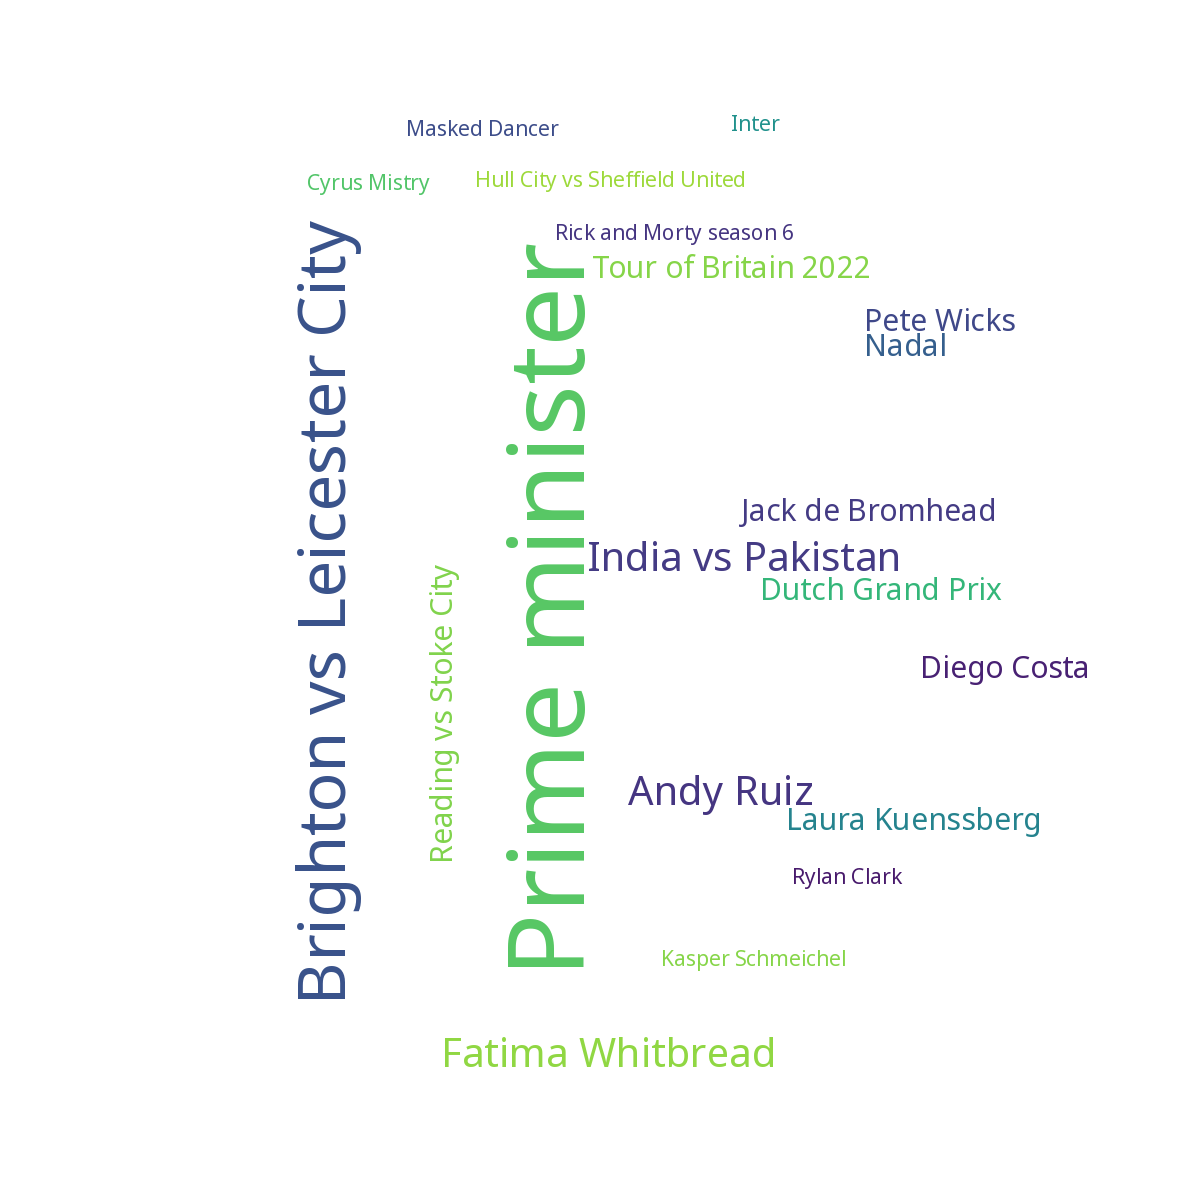 Masked Dancer
Inter
Cyrus Mistry
Hull City vs Sheffield United
Rick and Morty season 6
Tour of Britain 2022
Pete Wicks
Nadal
Brighton vs Leicester City
Prime minister
Reading vs Stoke City
Jack de Bromhead
India vs Pakistan
Dutch Grand Prix
Diego Costa
Andy Ruiz
Laura Kuenssberg
Rylan Clark
Kasper Schmeichel
Fatima Whitbread